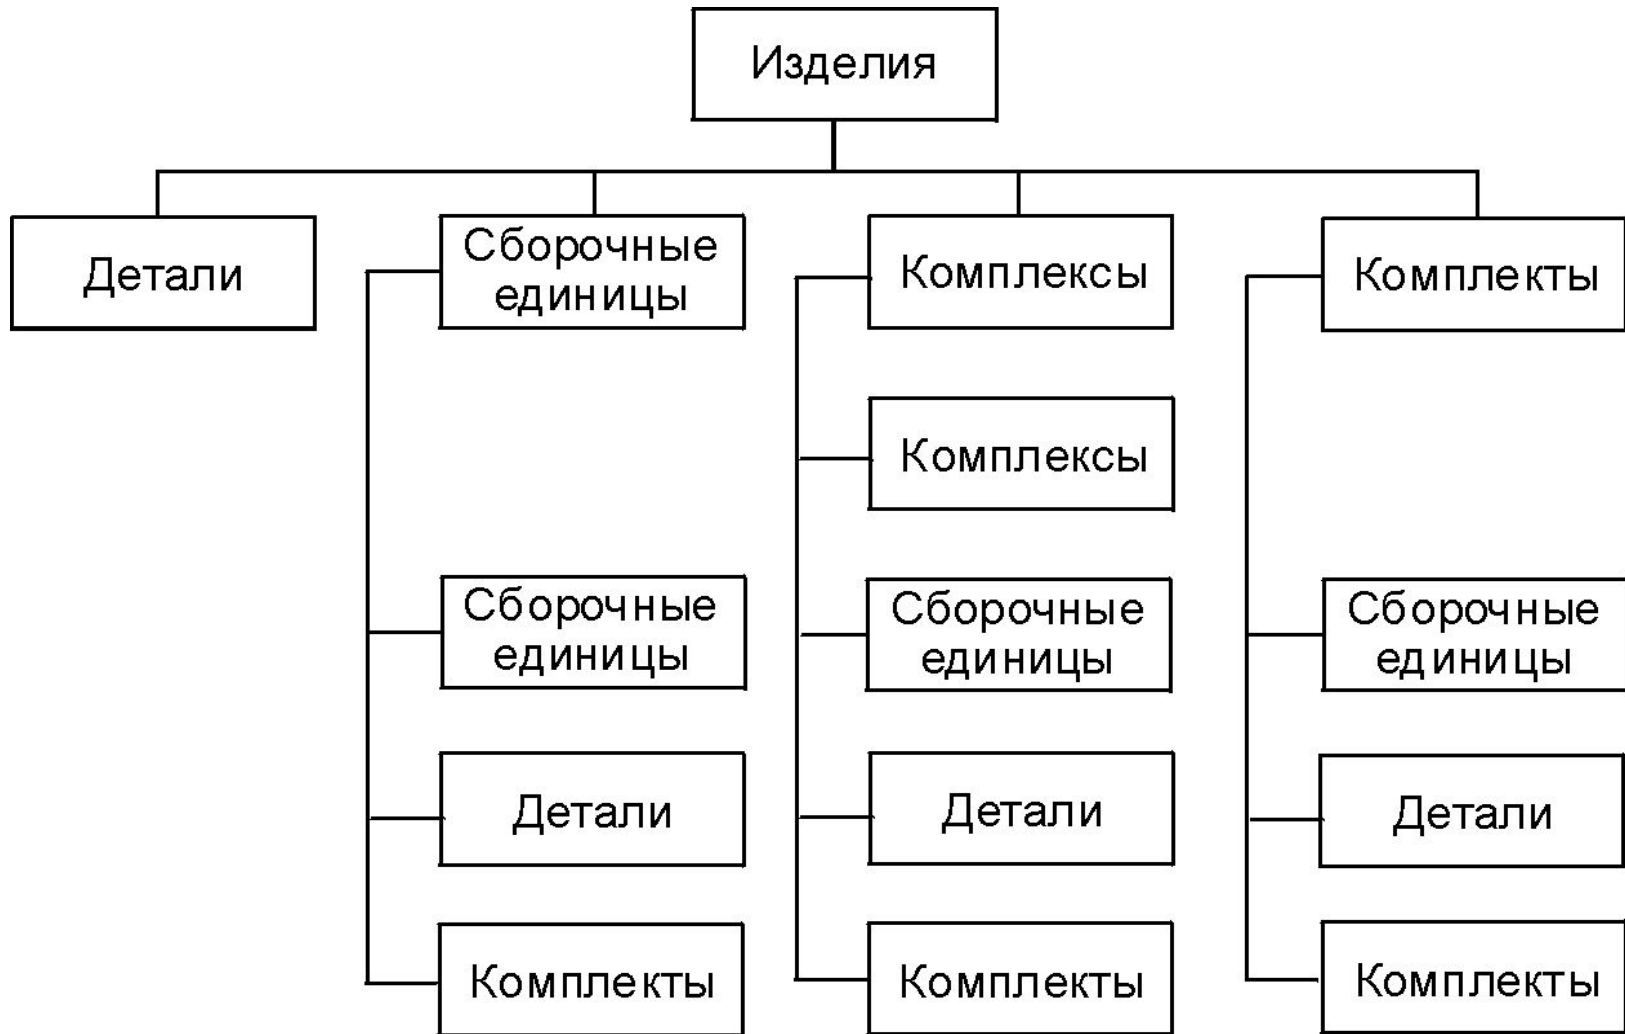 Изделия
Детали
Сборочные
единицы
Комплексы
Комплекты
Комплексы
Сборочные
единицы
Сборочные
единицы
Сборочные
единицы
Детали
Детали
Детали
Комплекты
Комплекты
Комплекты